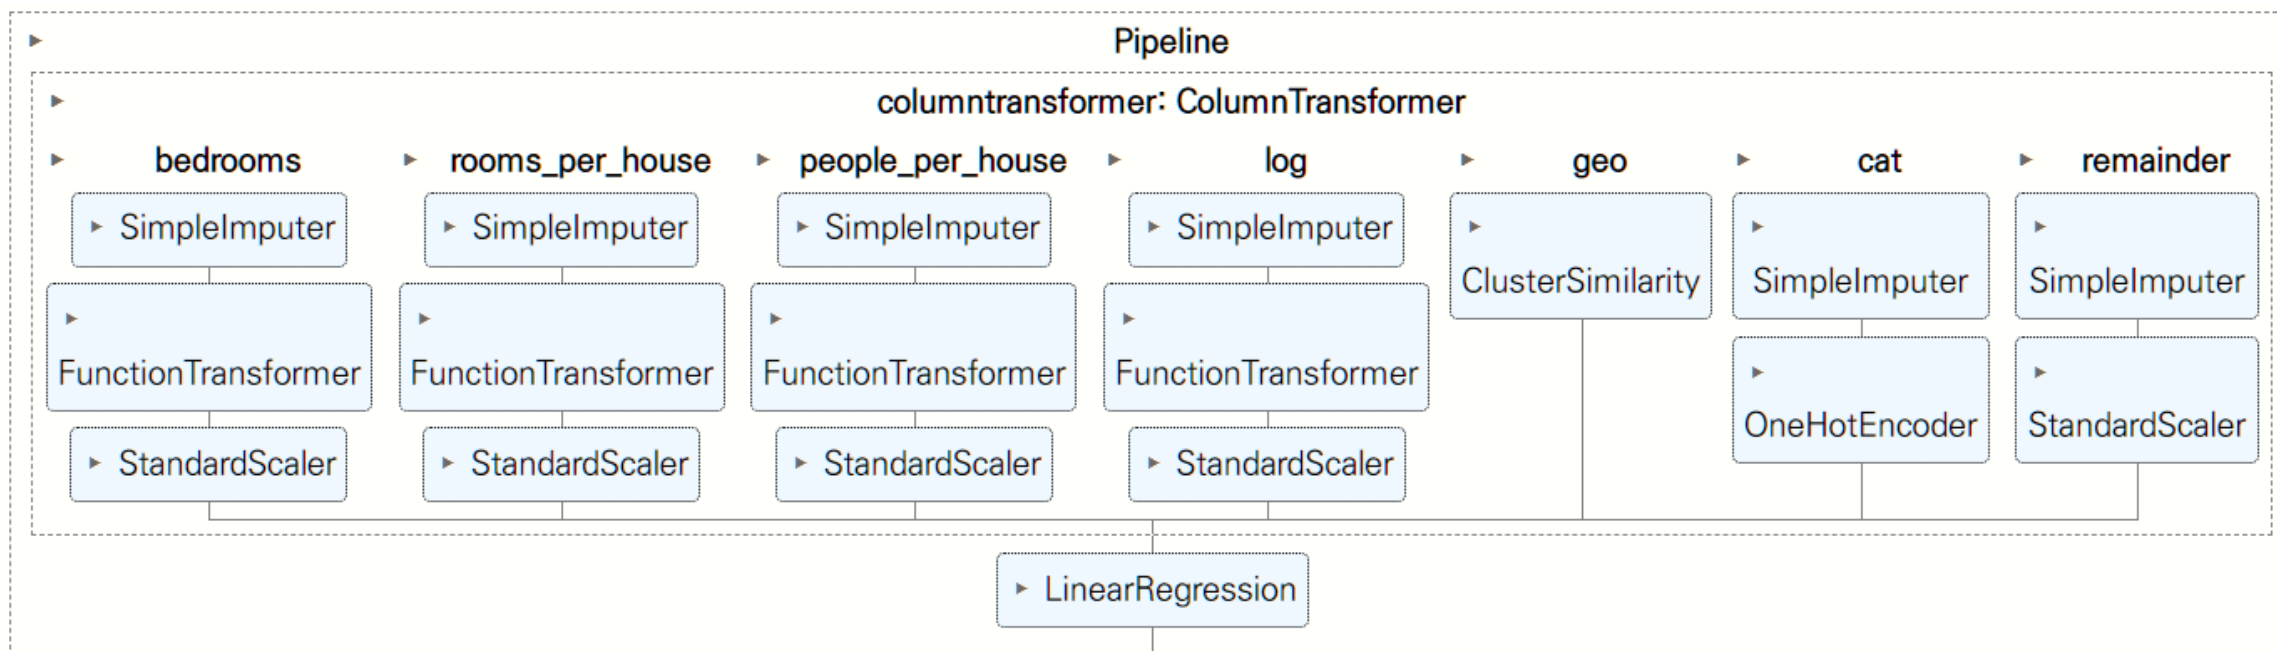 Pipeline
columntransformer: ColumnTransformer
bedrooms rooms_per_house people_per_house log geo cat remainder
SimpleImputer SimpleImputer SimpleImputer SimpleImputer
ClusterSimilarity SimpleImputer SimpleImputer
FunctionTransformer FunctionTransformer FunctionTransformer FunctionTransformer
OneHotEncoder StandardScaler
StandardScaler StandardScaler StandardScaler StandardScaler
LinearRegression